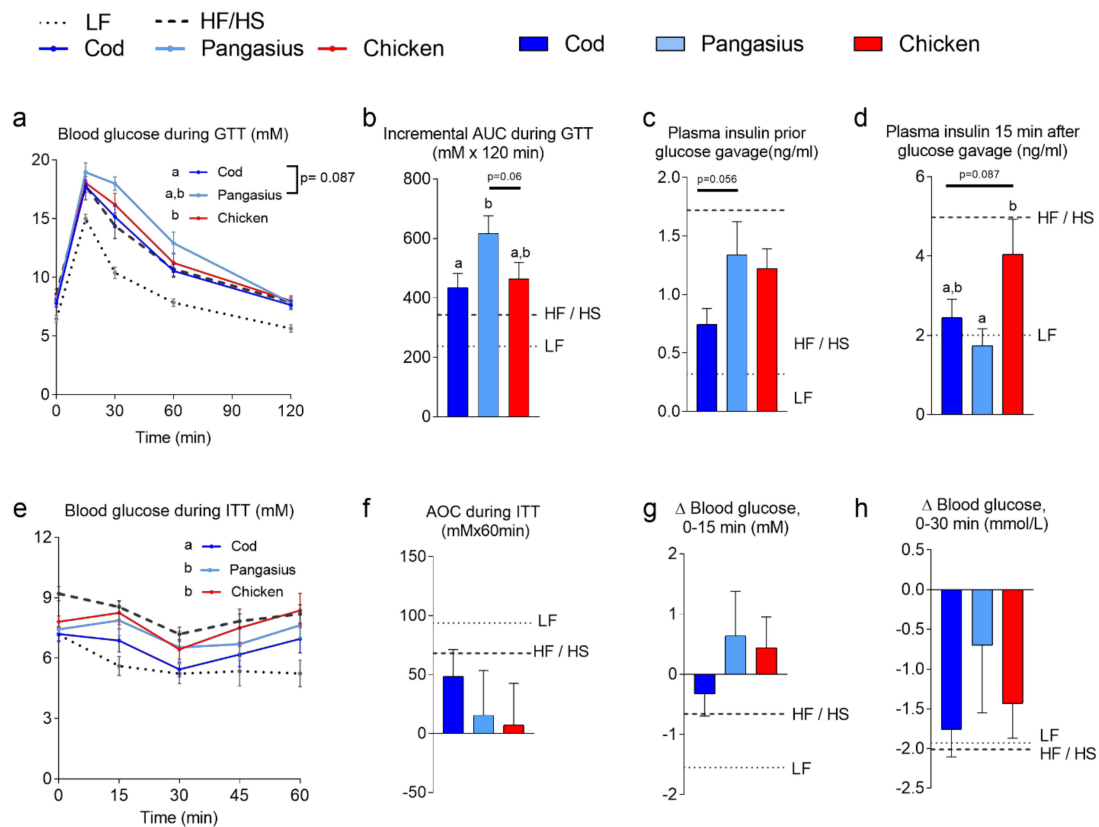 LF HF/HS
Cod Pangasius Chicken
Cod Pangasius Chicken
a
Blood glucose during GTT (mM)
20
15
10
5
0
0 30 60 90 120
Time (min)
a Cod
a,b Pangasius
b Chicken
p= 0.087
b
Incremental AUC during GTT
(mM x 120 min)
800
600
400
200
0
p=0.06
a
b
a,b
HF / HS
LF
c
Plasma insulin prior
glucose gavage(ng/ml)
2.0
1.5
1.0
0.5
0.0
p=0.056
HF / HS
LF
d
Plasma insulin 15 min after
glucose gavage (ng/ml)
6
4
2
0
p=0.087
a,b
a
b
HF / HS
LF
e
Blood glucose during ITT (mM)
12
9
6
3
0
0 15 30 45 60
Time (min)
a Cod
b Pangasius
b Chicken
f
AOC during ITT
(mMx60min)
150
100
50
0
-50
LF
HF/HS
g
Δ Blood glucose,
0-15 min (mM)
2
1
0
-1
-2
HF / HS
LF
h
Δ Blood glucose,
0-30 min (mmol/L)
0.5
0.0
-0.5
-1.0
-1.5
-2.0
-2.5
LF
HF / HS